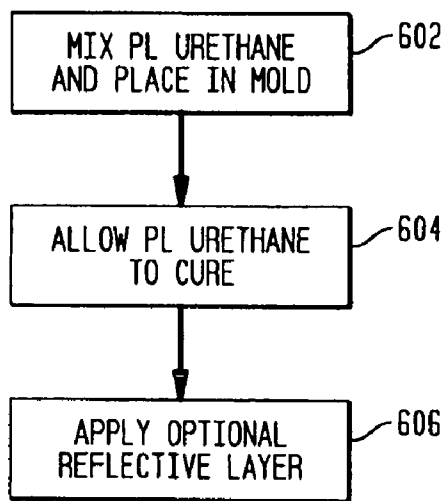 MIX PL URETHANE
AND PLACE IN MOLD
602
ALLOW PL URETHANE
TO CURE
604
APPLY OPTIONAL
REFLECTIVE LAYER
606